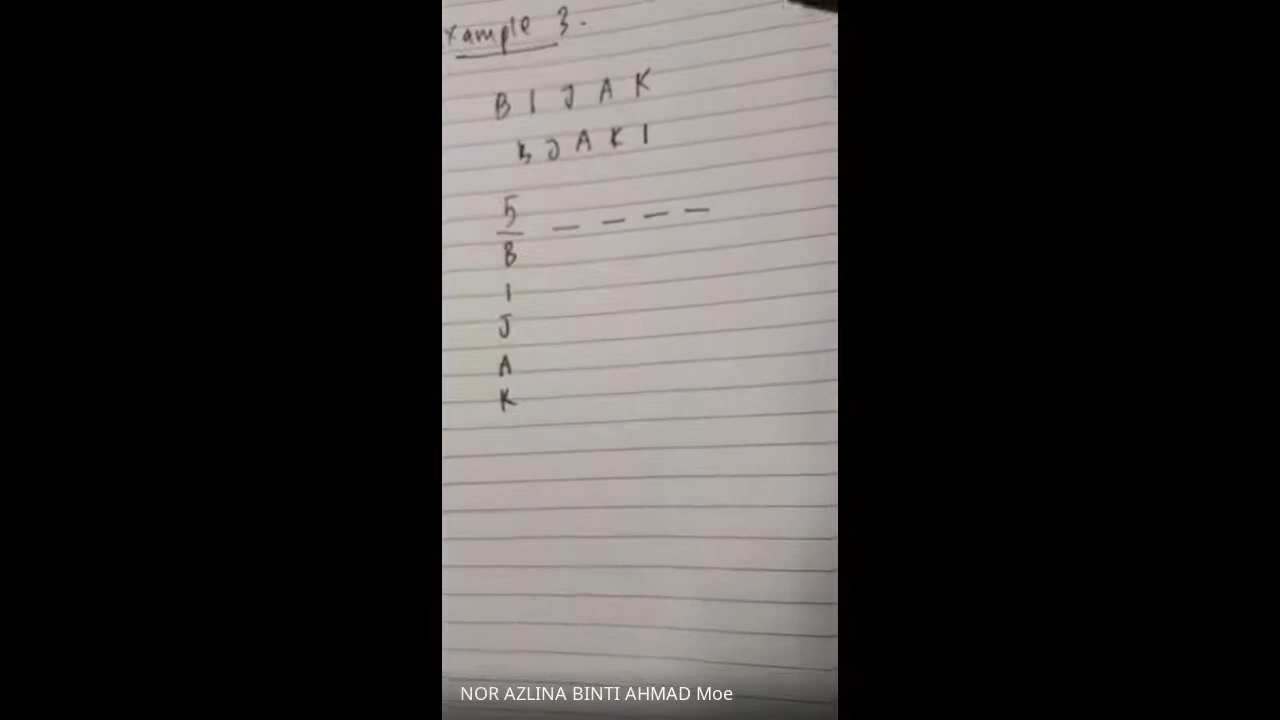 xample 3.
B I J A K
B J A K I
5 — — — —
B
I
J
A
K
NOR AZLINA BINTI AHMAD Moe